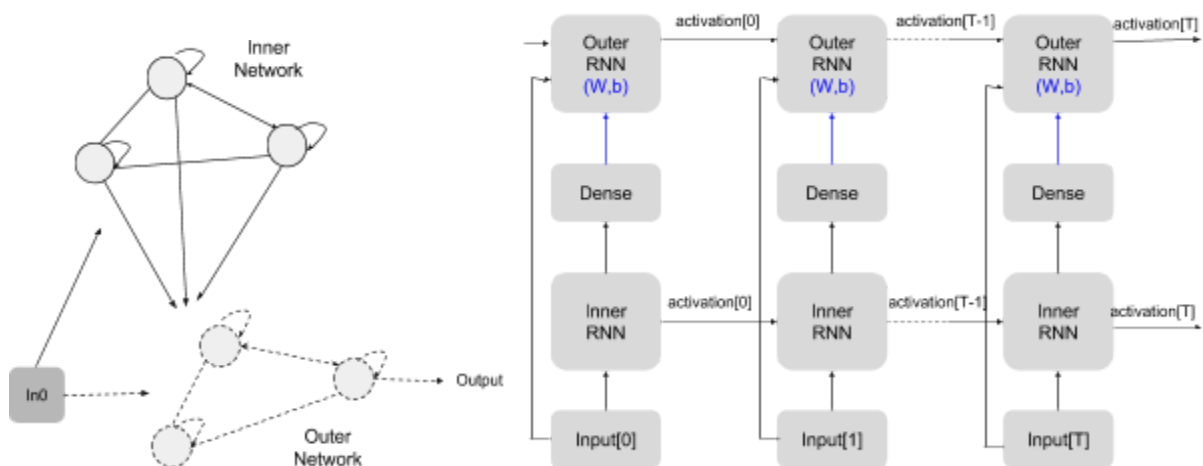 Inner
Network
In0
Output
Outer
Network
activation[0]
activation[T-1]
activation[T]
Outer
RNN
(W,b)
Outer
RNN
(W,b)
Outer
RNN
(W,b)
Dense
Dense
Dense
activation[0]
activation[T-1]
activation[T]
Inner
RNN
Inner
RNN
Inner
RNN
Input[0]
Input[1]
Input[T]